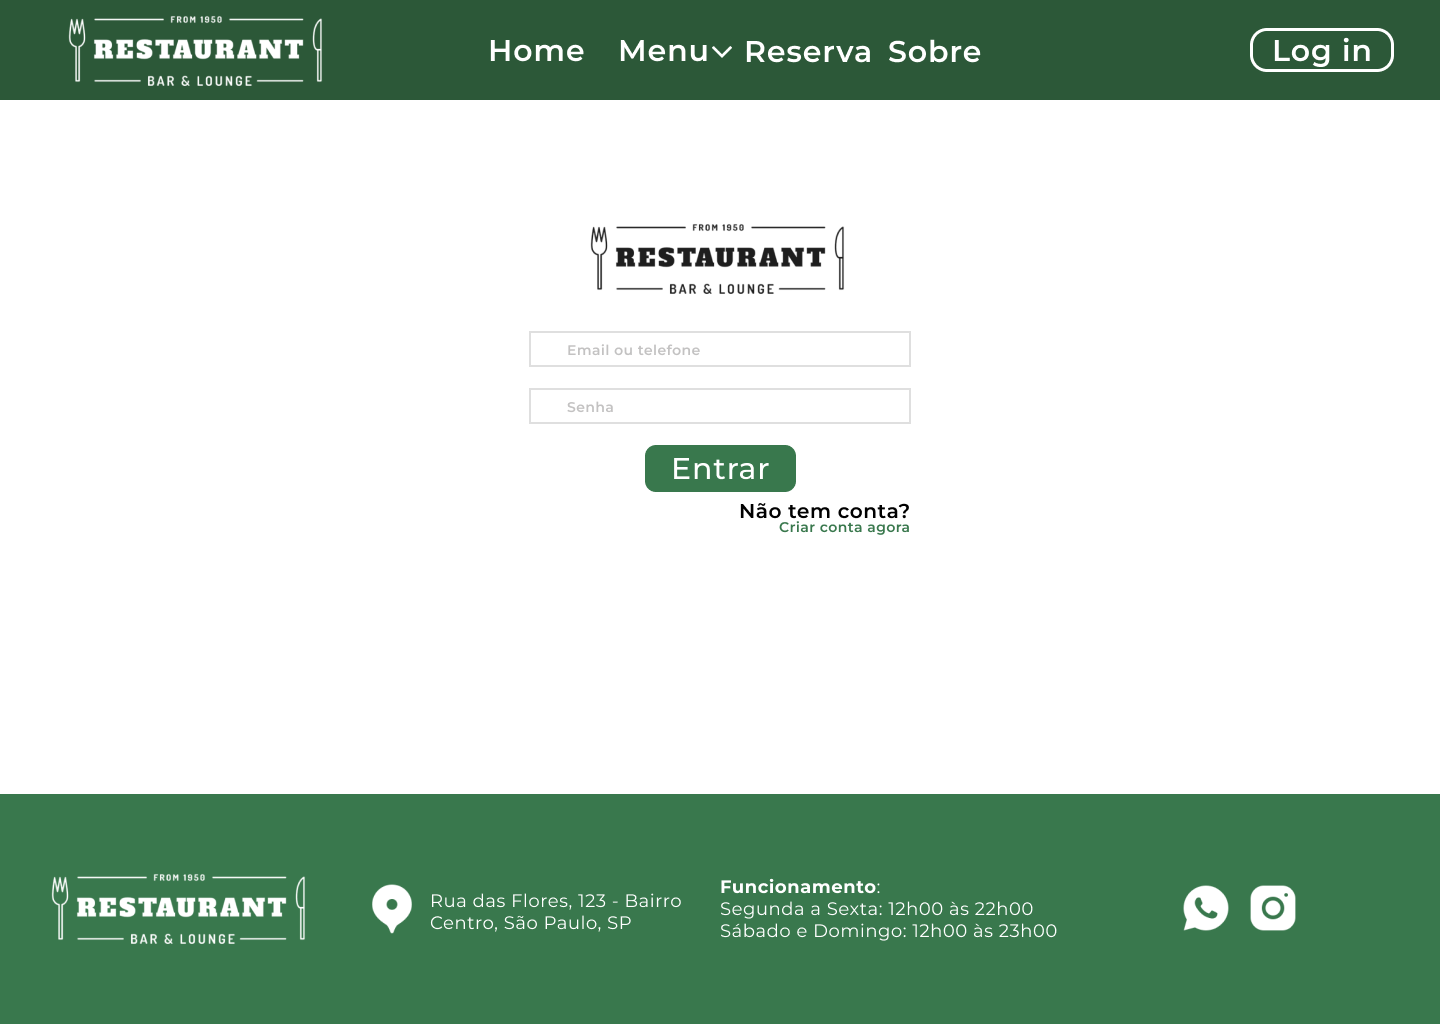 FROM 1950
RESTAURANT
BAR & LOUNGE
Home Menu Reserva Sobre
Log in
FROM 1950
RESTAURANT
BAR & LOUNGE
Email ou telefone
Senha
Entrar
Não tem conta?
Criar conta agora
FROM 1950
RESTAURANT
BAR & LOUNGE
Rua das Flores, 123 - Bairro
Centro, São Paulo, SP
Funcionamento:
Segunda a Sexta: 12h00 às 22h00
Sábado e Domingo: 12h00 às 23h00